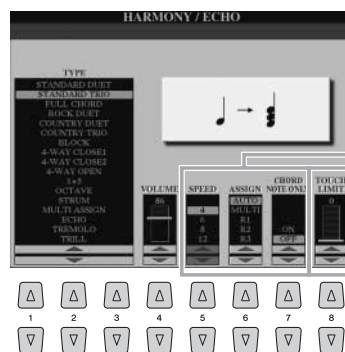 HARMONY / ECHO
TYPE
STANDARD DUET
STANDARD TRIO
FULL CHORD
ROCK DUET
COUNTRY DUET
COUNTRY TRIO
BLOCK
4-WAY CLOSE1
4-WAY CLOSE2
4-WAY OPEN
1+5
OCTAVE
STRUM
MULTI ASSIGN
ECHO
TREMOLO
TRILL
VOLUME
86
SPEED
4
6
8
12
ASSIGN
AUTO
MULTI
R1
R2
R3
CHORD
NOTE ONLY
ON
OFF
TOUCH
LIMIT
0
1 2 3 4 5 6 7 8